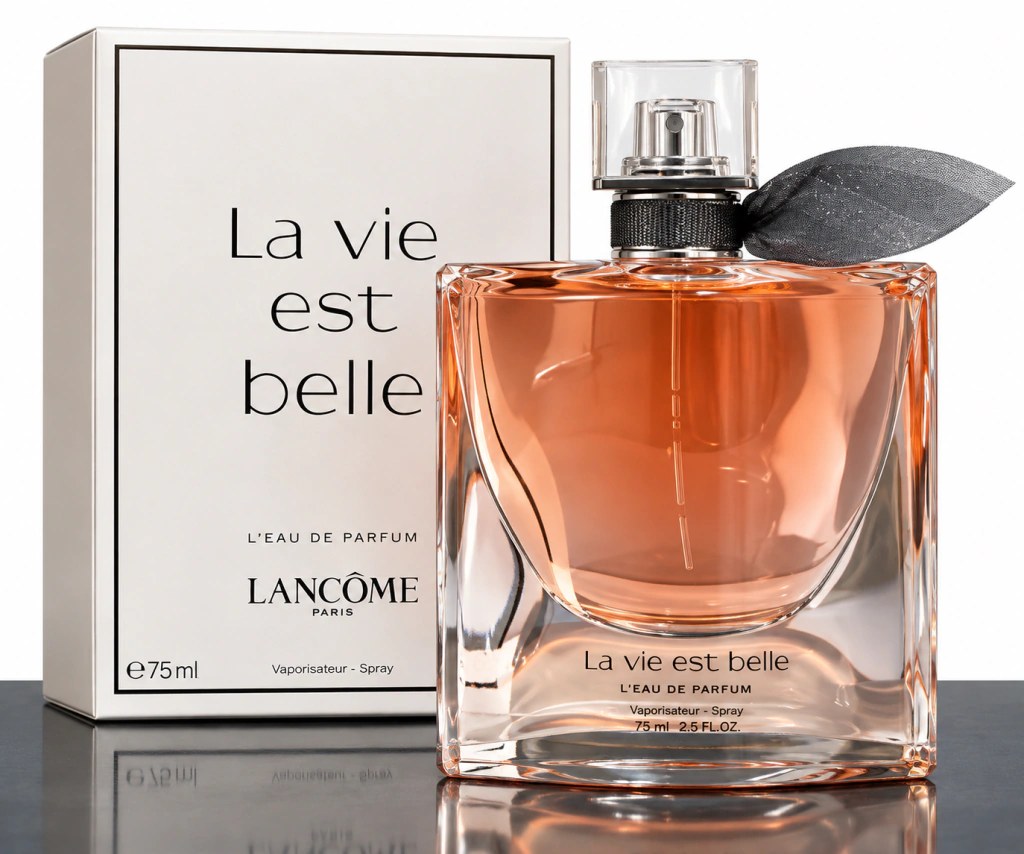 La vie
est
belle
L'EAU DE PARFUM
LANCÔME
PARIS
℮75ml
Vaporisateur - Spray
La vie est belle
L'EAU DE PARFUM
Vaporisateur - Spray
75 ml 2.5 FL.OZ.